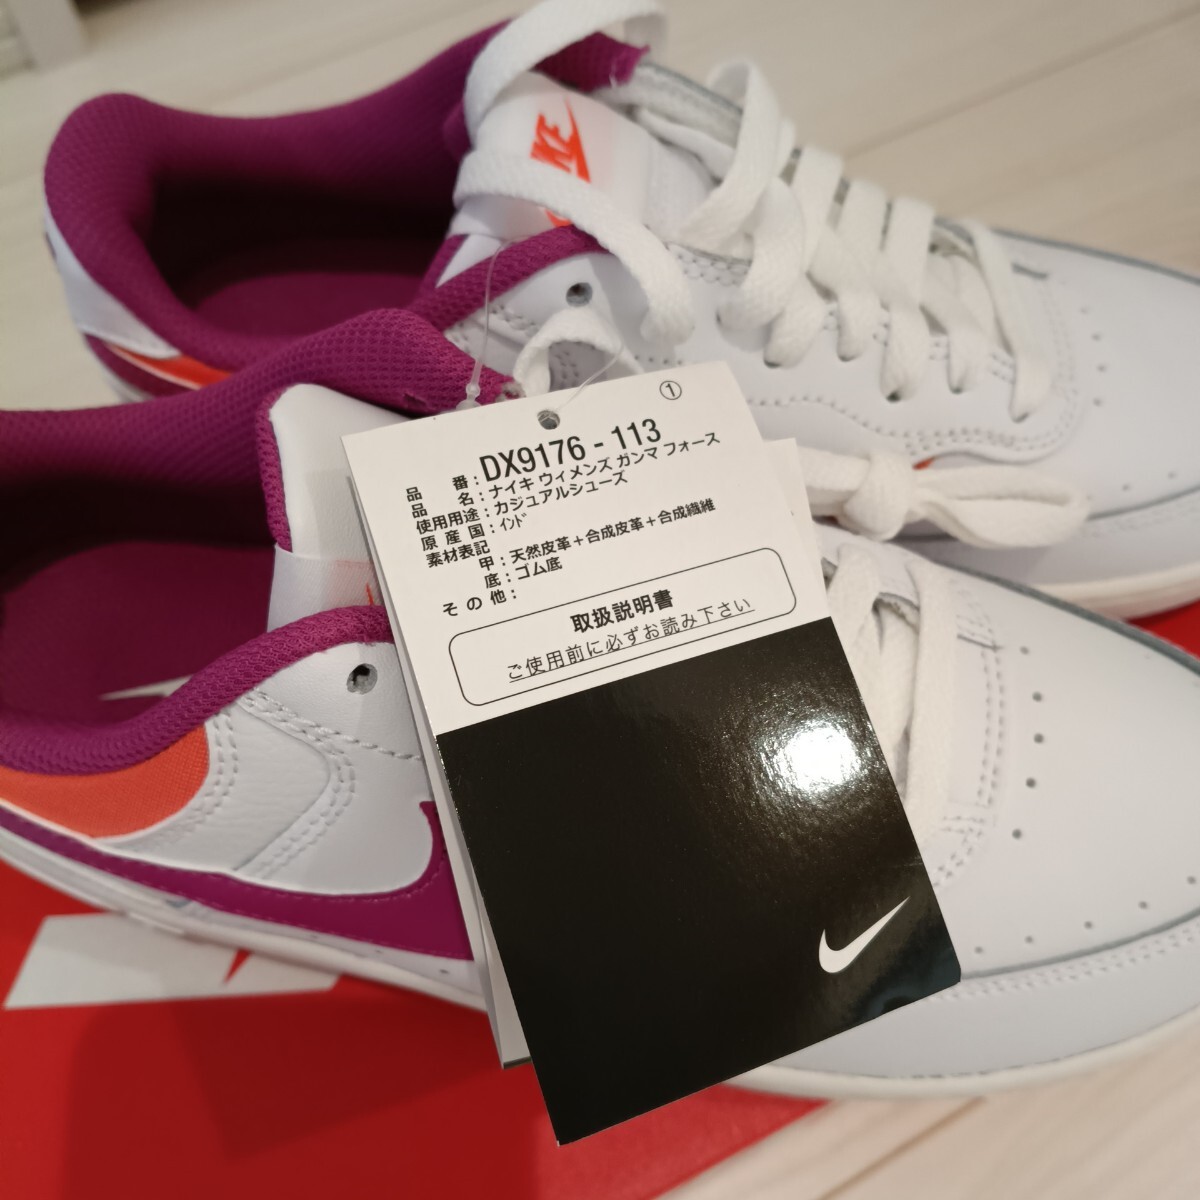 NIKE
①
品番：DX9176-113
品名：ナイキ ウィメンズ ガンマ フォース
使用用途：カジュアルシューズ
原産国：インド
素材表記
甲：天然皮革＋合成皮革＋合成繊維
底：ゴム底
その他：
取扱説明書
ご使用前に必ずお読み下さい